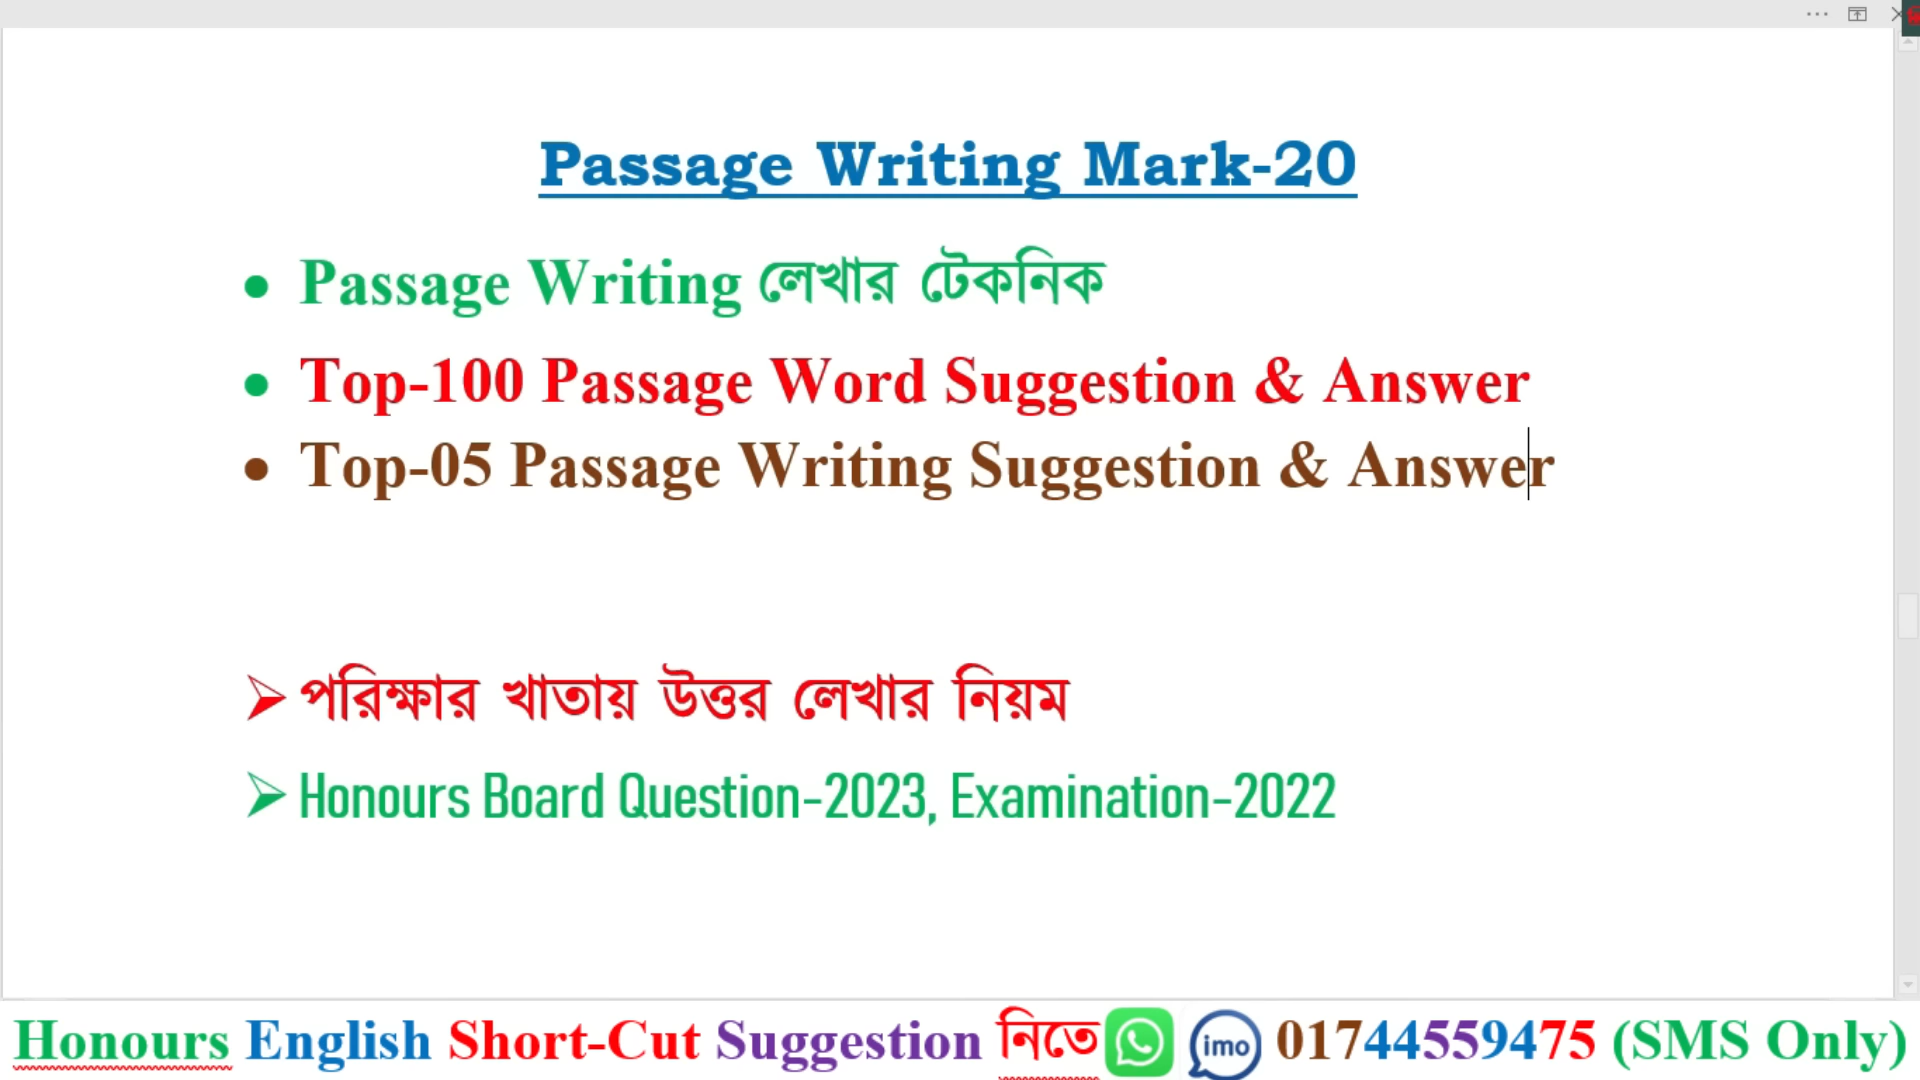 Passage Writing Mark-20
• Passage Writing লেখার টেকনিক
• Top-100 Passage Word Suggestion & Answer
• Top-05 Passage Writing Suggestion & Answer
➢ পরিক্ষার খাতায় উত্তর লেখার নিয়ম
➢ Honours Board Question-2023, Examination-2022
Honours English Short-Cut Suggestion নিতে imo 01744559475 (SMS Only)